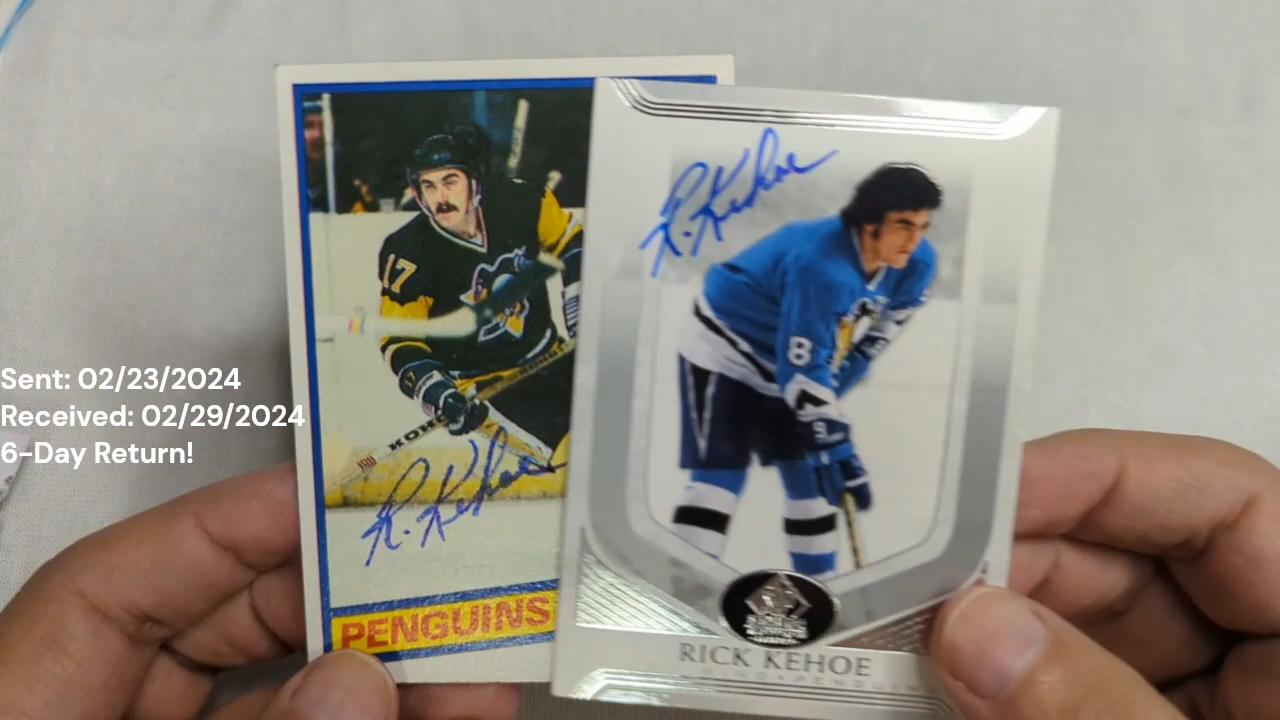 Sent: 02/23/2024
Received: 02/29/2024
6-Day Return!
17
KOHO
R. Kehoe
PENGUINS
R. Kehoe
8
9
RICK KEHOE